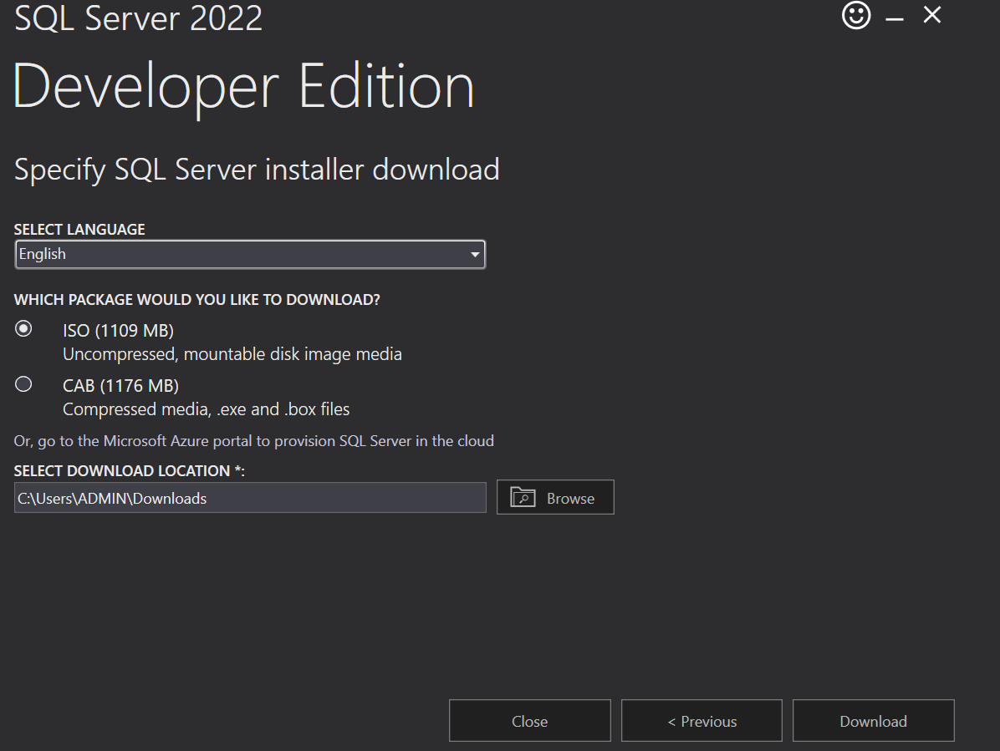 SQL Server 2022
Developer Edition
Specify SQL Server installer download
SELECT LANGUAGE
English
WHICH PACKAGE WOULD YOU LIKE TO DOWNLOAD?
ISO (1109 MB)
Uncompressed, mountable disk image media
CAB (1176 MB)
Compressed media, .exe and .box files
Or, go to the Microsoft Azure portal to provision SQL Server in the cloud
SELECT DOWNLOAD LOCATION *:
C:\Users\ADMIN\Downloads
Browse
Close
< Previous
Download